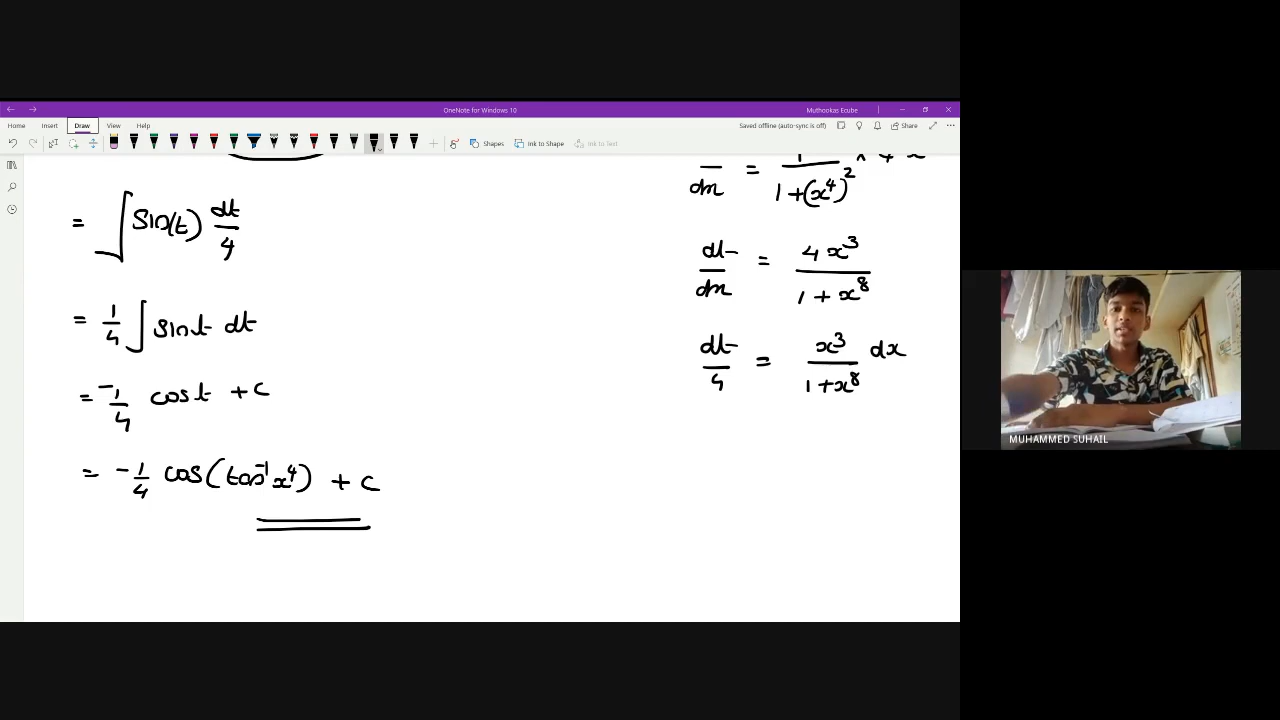 OneNote for Windows 10
Muthookas Ecube
Home Insert Draw View Help
Saved offline (auto-sync is off) Share
Shapes Ink to Shape Ink to Text
= ∫ Sin(t) dt/4
= 1/4 ∫ sint dt
= -1/4 cost + c
= -1/4 cos(tan⁻¹x⁴) + c
= 1/1+(x⁴)²
dt/dx = 4x³/1+x⁸
dt/4 = x³/1+x⁸ dx
MUHAMMED SUHAIL